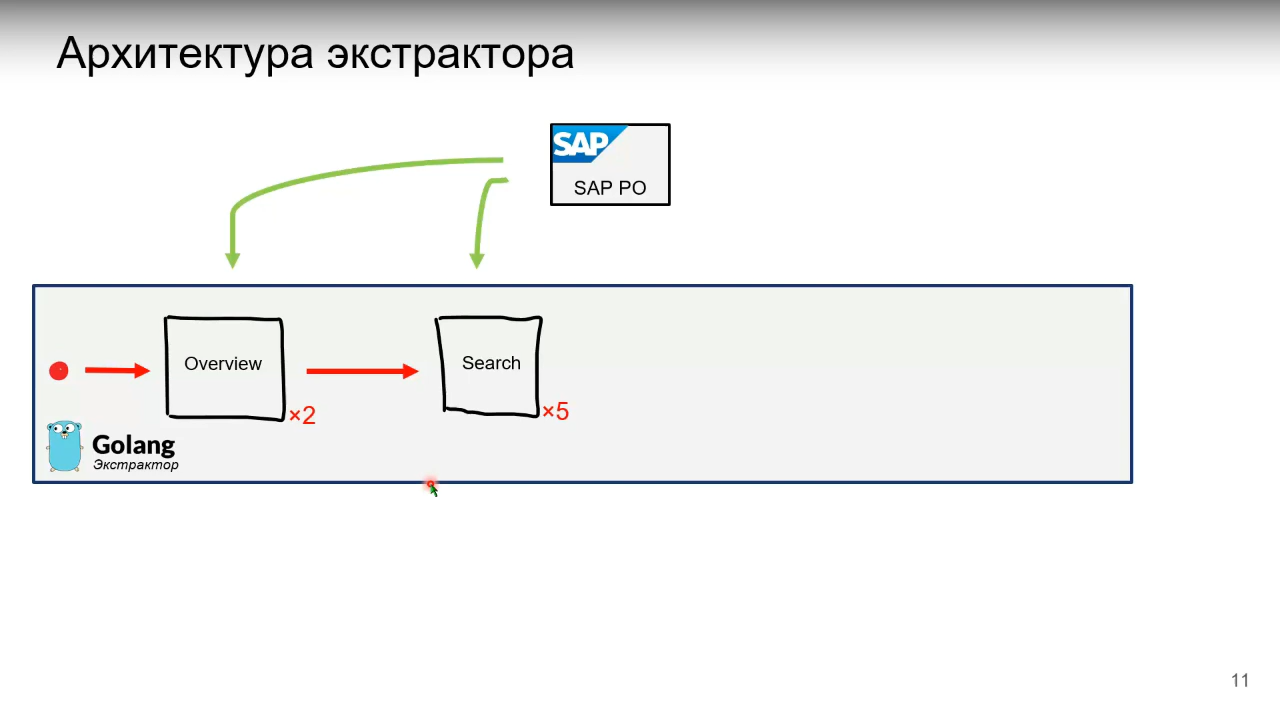 Архитектура экстрактора
SAP
SAP PO
Overview
×2
Search
×5
Golang
Экстрактор
11